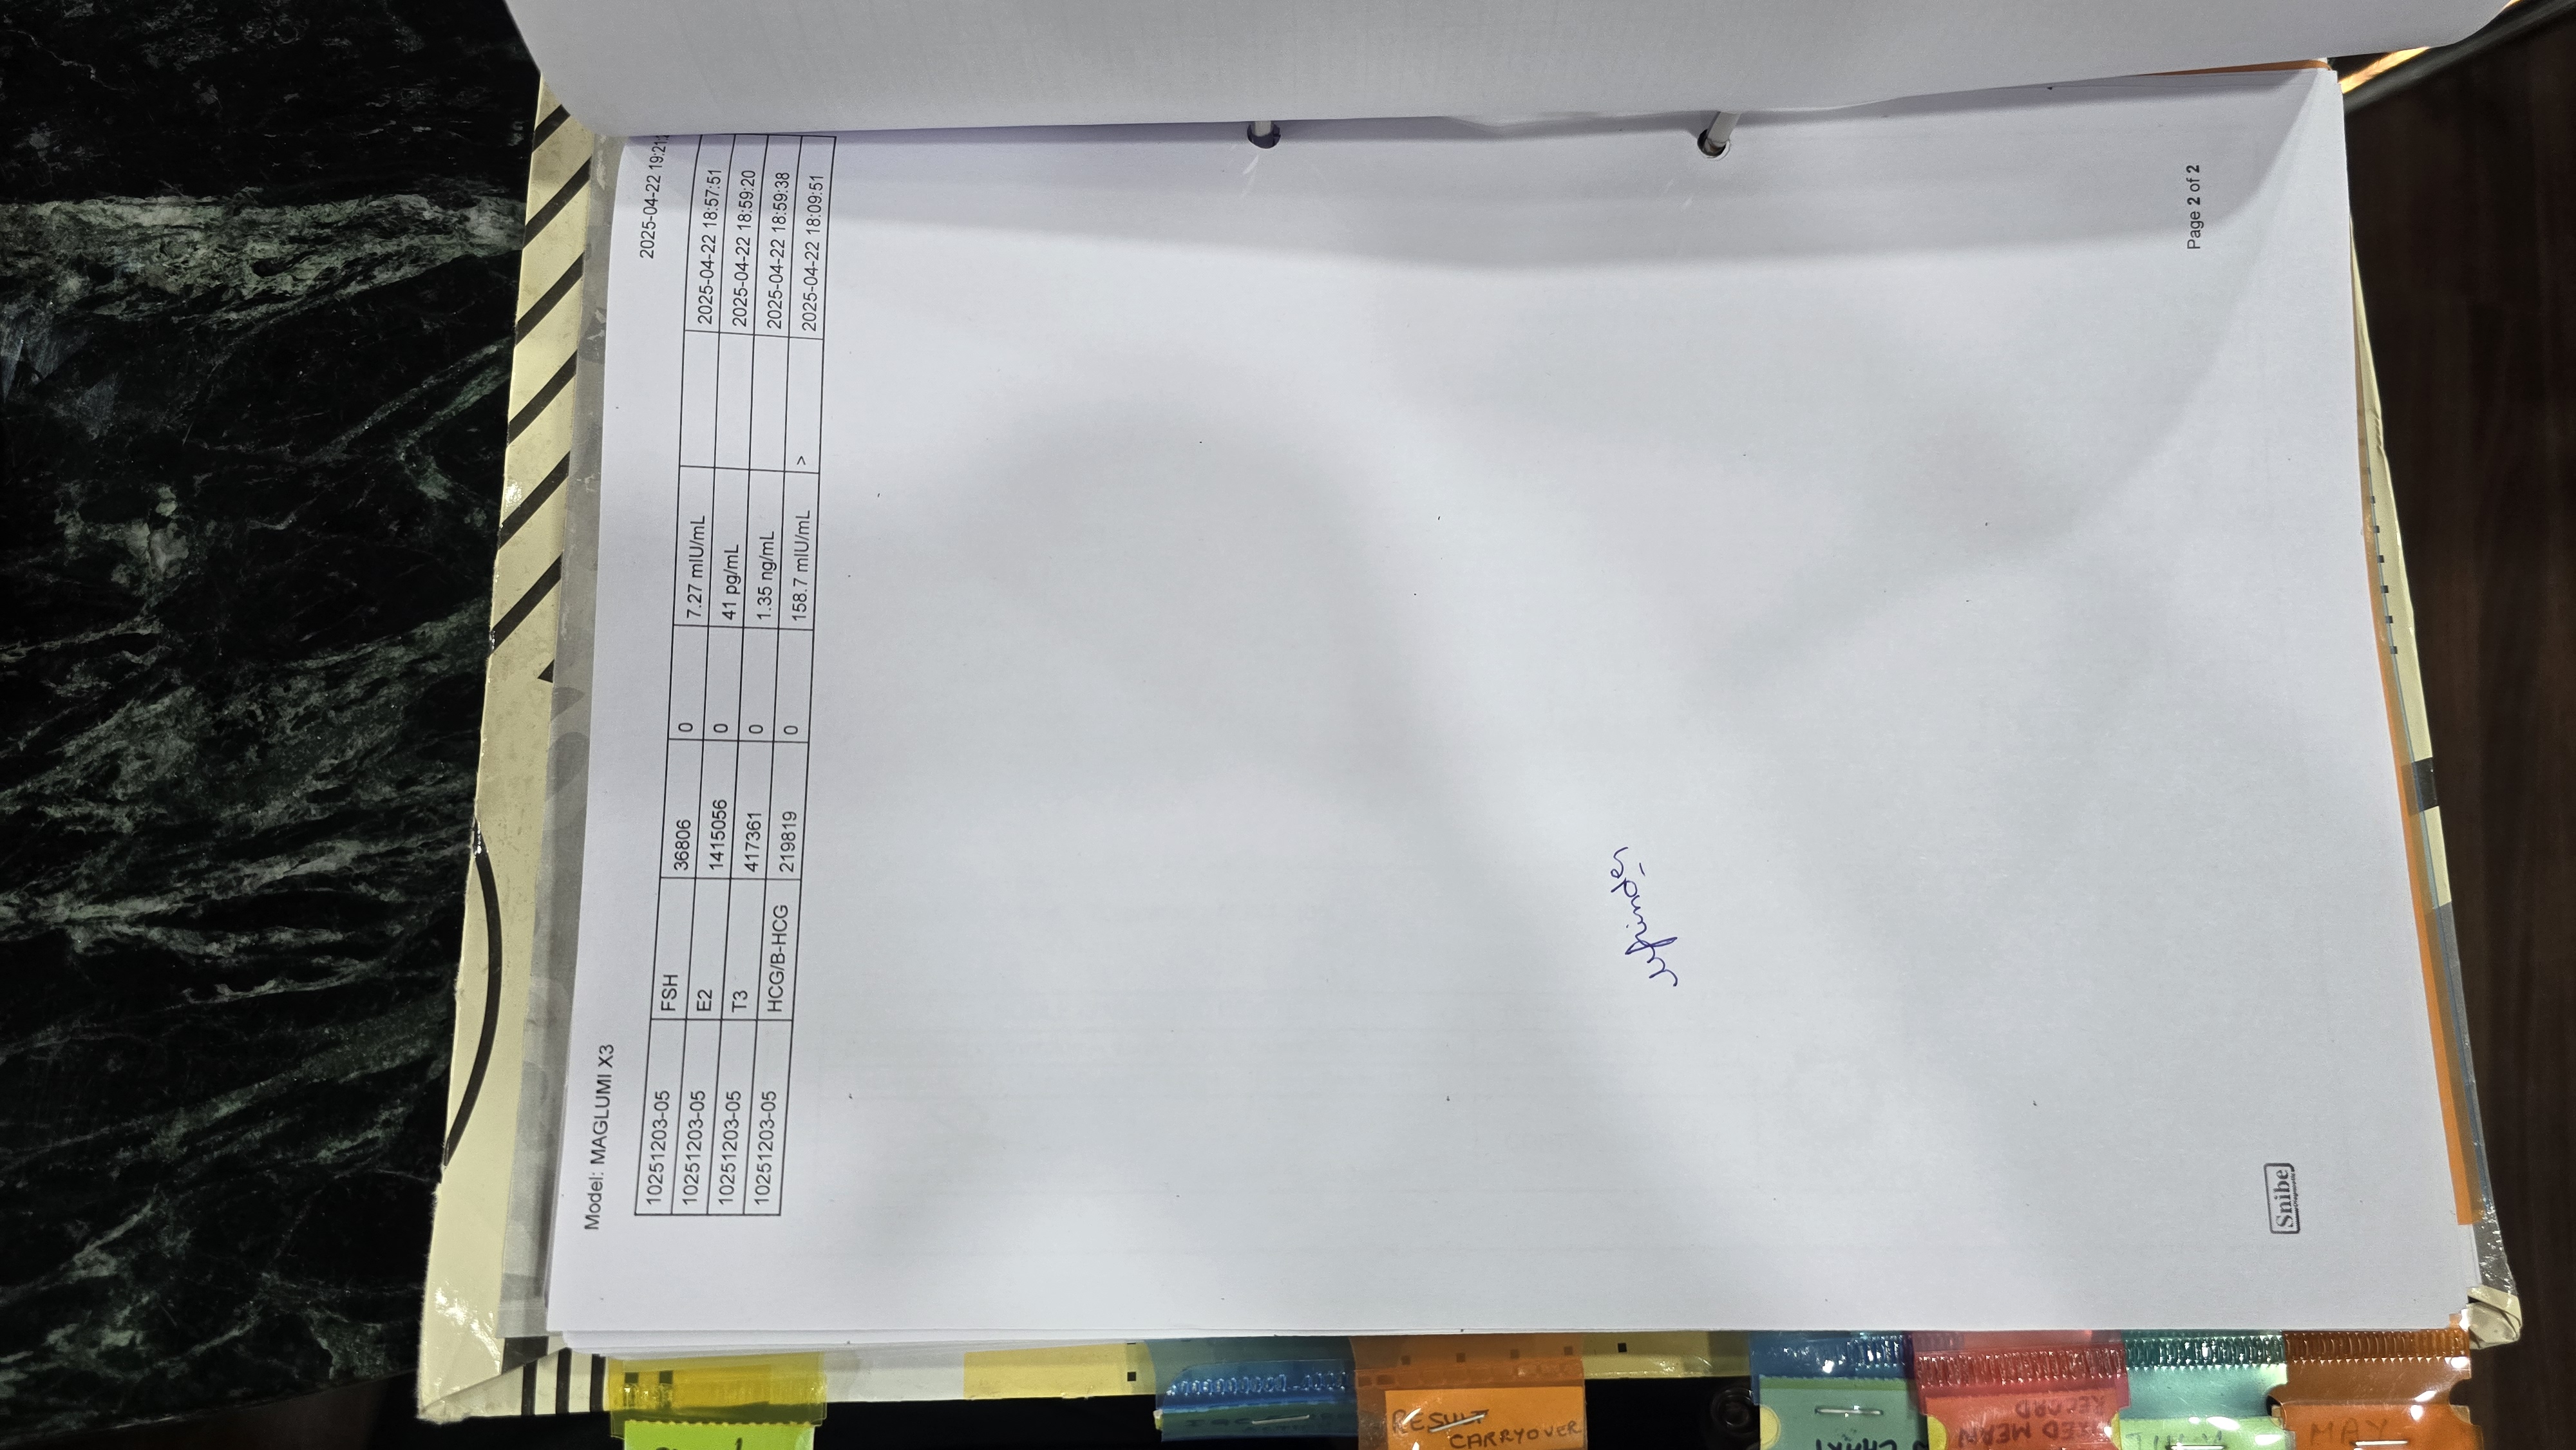 Model: MAGLUMI X3
2025-04-22 19:21
10251203-05 FSH 36806 0 7.27 mIU/mL 2025-04-22 18:57:51
10251203-05 E2 1415056 0 41 pg/mL 2025-04-22 18:59:20
10251203-05 T3 417361 0 1.35 ng/mL 2025-04-22 18:59:38
10251203-05 HCG/B-HCG 219819 0 158.7 mIU/mL > 2025-04-22 18:09:51
Snibe
Page 2 of 2
RESULT
CARRYOVER
MEAN
RECORD
MAY